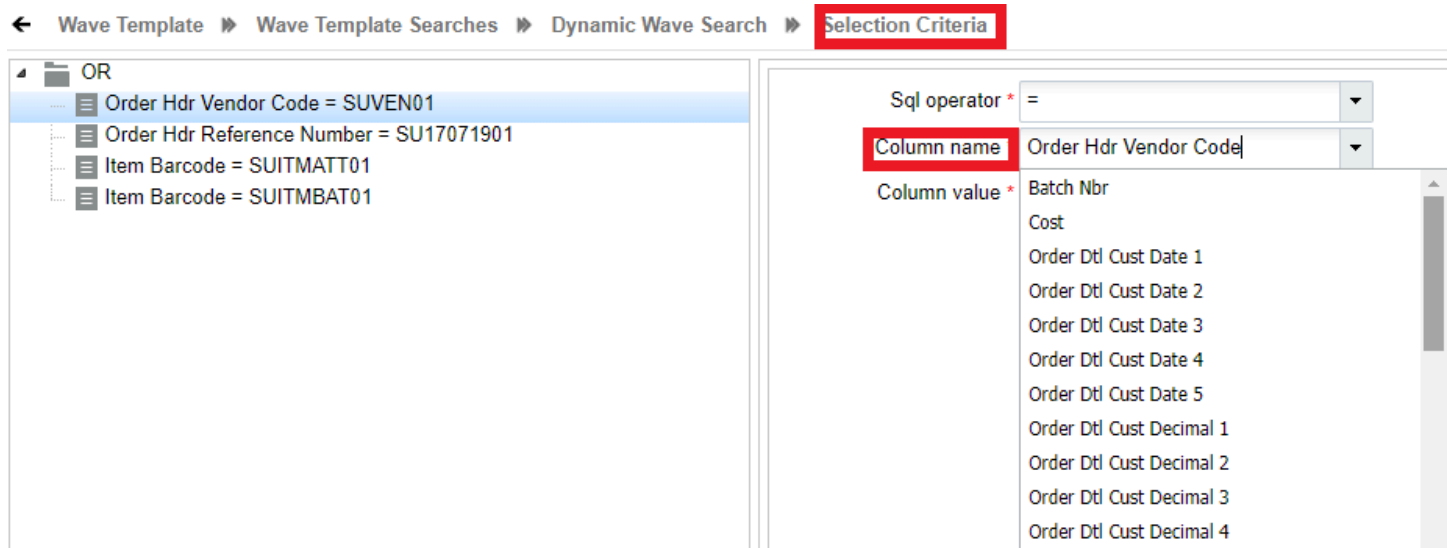 Wave Template Wave Template Searches Dynamic Wave Search Selection Criteria
OR
Order Hdr Vendor Code = SUVEN01
Order Hdr Reference Number = SU17071901
Item Barcode = SUITMATT01
Item Barcode = SUITMBAT01
Sql operator * =
Column name Order Hdr Vendor Code
Column value *
Batch Nbr
Cost
Order Dtl Cust Date 1
Order Dtl Cust Date 2
Order Dtl Cust Date 3
Order Dtl Cust Date 4
Order Dtl Cust Date 5
Order Dtl Cust Decimal 1
Order Dtl Cust Decimal 2
Order Dtl Cust Decimal 3
Order Dtl Cust Decimal 4